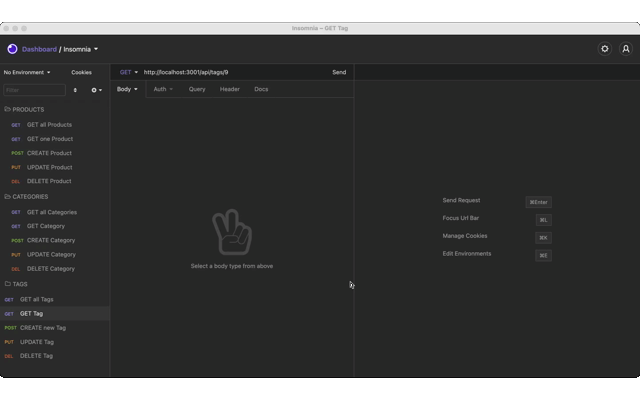 Insomnia – GET Tag
Dashboard / Insomnia
No Environment Cookies
GET http://localhost:3001/api/tags/9 Send
Filter
Body Auth Query Header Docs
PRODUCTS
GET GET all Products
GET GET one Product
POST CREATE Product
PUT UPDATE Product
DEL DELETE Product
CATEGORIES
GET GET all Categories
GET GET Category
POST CREATE Category
PUT UPDATE Category
DEL DELETE Category
TAGS
GET GET all Tags
GET GET Tag
POST CREATE new Tag
PUT UPDATE Tag
DEL DELETE Tag
Select a body type from above
Send Request ⌘Enter
Focus Url Bar ⌘L
Manage Cookies ⌘K
Edit Environments ⌘E